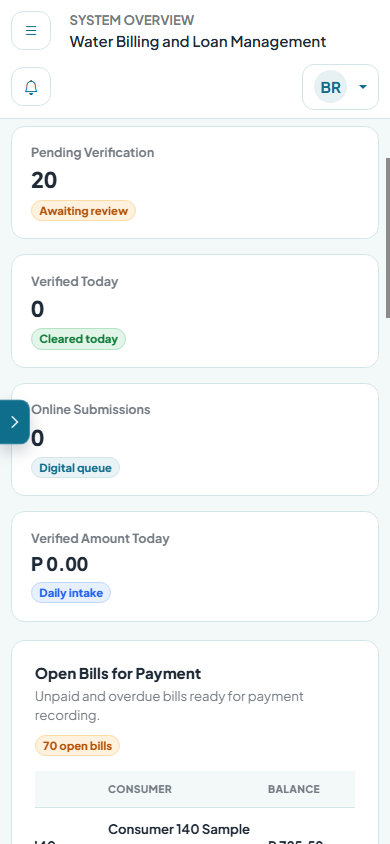 SYSTEM OVERVIEW
Water Billing and Loan Management
BR
Pending Verification
20
Awaiting review
Verified Today
0
Cleared today
Online Submissions
0
Digital queue
Verified Amount Today
P 0.00
Daily intake
Open Bills for Payment
Unpaid and overdue bills ready for payment
recording.
70 open bills
CONSUMER BALANCE
Consumer 140 Sample